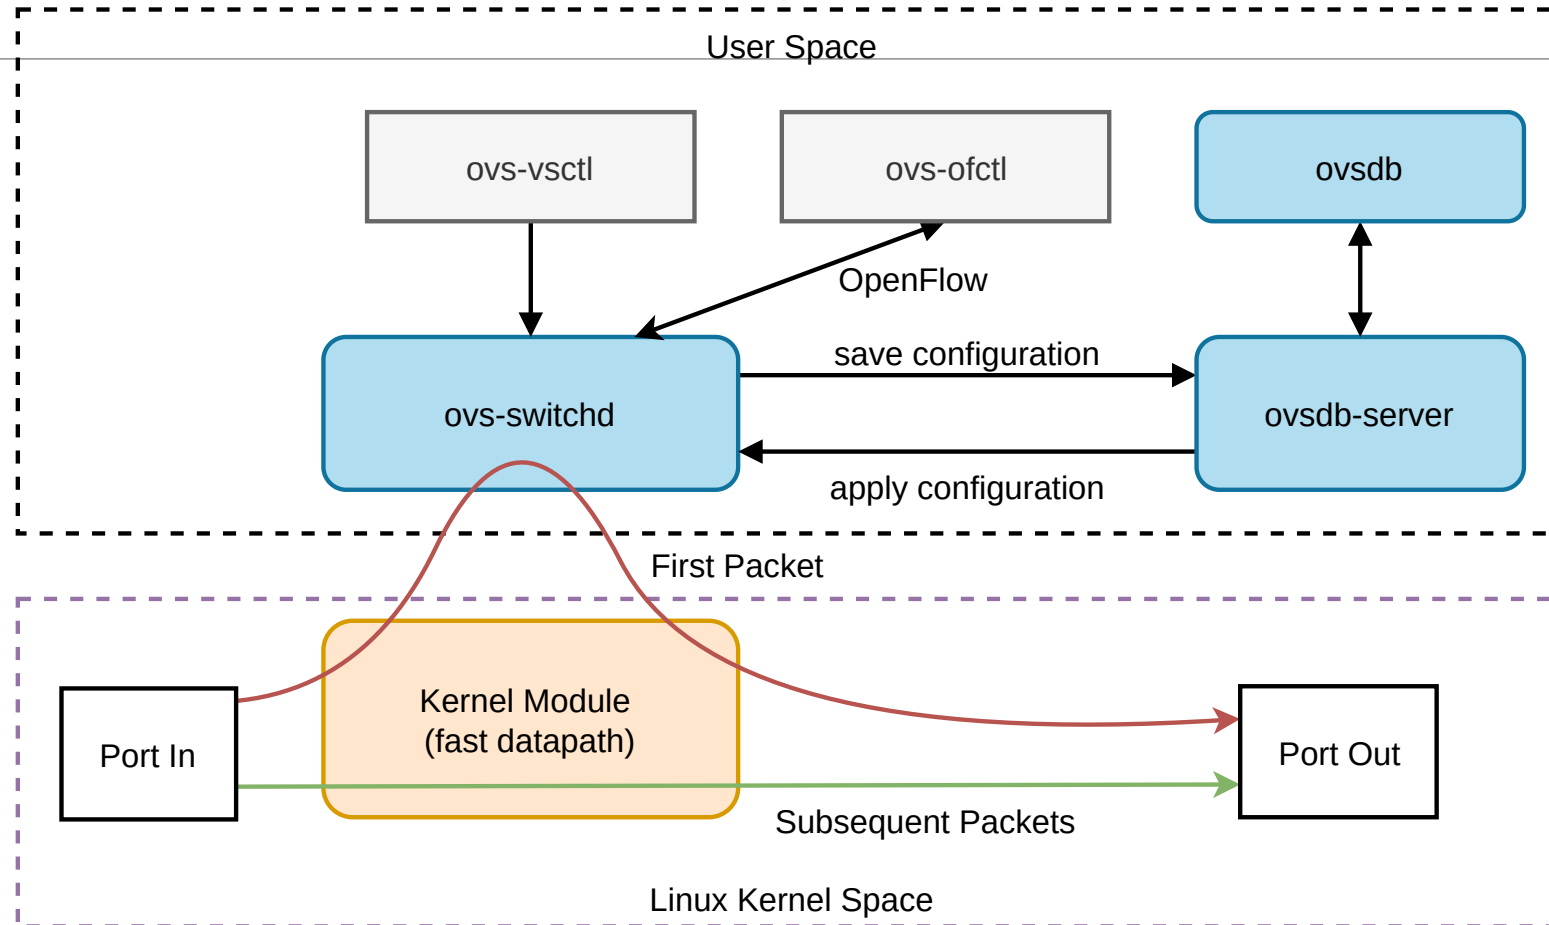 User Space
ovs-vsctl
ovs-ofctl
ovsdb
OpenFlow
save configuration
ovs-switchd
ovsdb-server
apply configuration
First Packet
Kernel Module
(fast datapath)
Port In
Port Out
Subsequent Packets
Linux Kernel Space